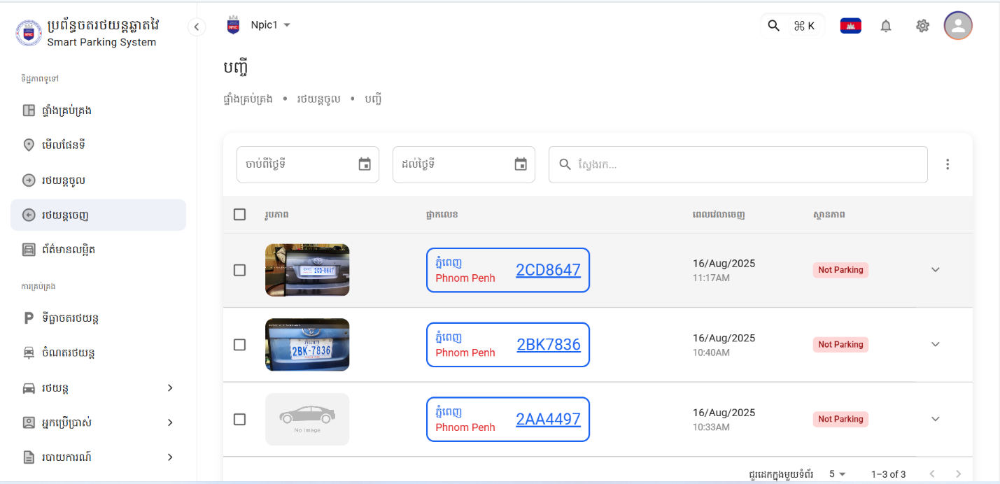 ប្រព័ន្ធចតរថយន្តឆ្លាតវៃ
Smart Parking System
Npic1
⌘ K
ទិដ្ឋភាពទូទៅ
ផ្ទាំងគ្រប់គ្រង
មើលផែនទី
រថយន្តចូល
រថយន្តចេញ
ព័ត៌មានលម្អិត
ការគ្រប់គ្រង
ទីធ្លាចតរថយន្ត
ចំណតរថយន្ត
រថយន្ត
អ្នកប្រើប្រាស់
របាយការណ៍
បញ្ជី
ផ្ទាំងគ្រប់គ្រង • រថយន្តចូល • បញ្ជី
ចាប់ពីថ្ងៃទី ដល់ថ្ងៃទី ស្វែងរក...
រូបភាព ផ្លាកលេខ ពេលវេលាចេញ ស្ថានភាព
2CD-8647
ភ្នំពេញ
Phnom Penh
2CD8647
16/Aug/2025
11:17AM
Not Parking
ភ្នំពេញ
2BK-7836
ភ្នំពេញ
Phnom Penh
2BK7836
16/Aug/2025
10:40AM
Not Parking
No Image
ភ្នំពេញ
Phnom Penh
2AA4497
16/Aug/2025
10:33AM
Not Parking
ជួរដេកក្នុងមួយទំព័រ 5 1–3 of 3